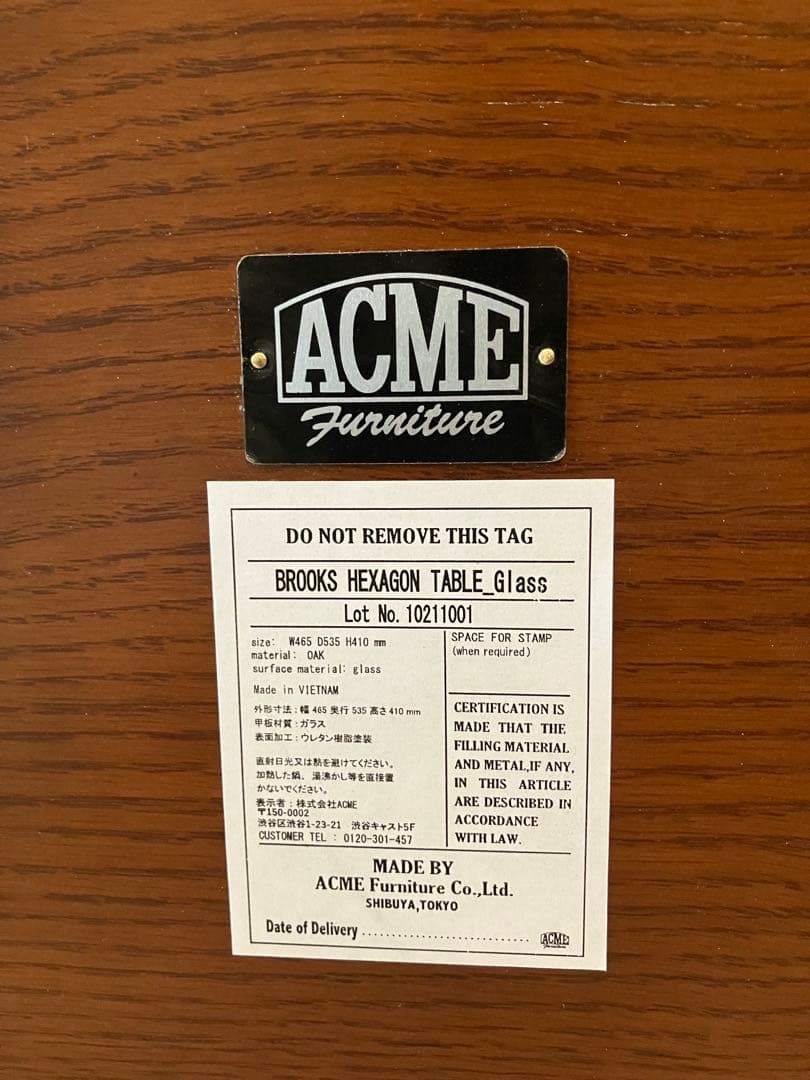 ACME
Furniture
DO NOT REMOVE THIS TAG
BROOKS HEXAGON TABLE_Glass
Lot No. 10211001
size: W465 D535 H410 mm
material: OAK
surface material: glass
Made in VIETNAM
外形寸法:幅 465 奥行 535 高さ 410 mm
甲板材質:ガラス
表面加工:ウレタン樹脂塗装
直射日光又は熱を避けてください。
加熱した鍋、湯沸かし等を直接置
かないでください。
表示者:株式会社ACME
〒150-0002
渋谷区渋谷1-23-21 渋谷キャスト5F
CUSTOMER TEL : 0120-301-457
SPACE FOR STAMP
(when required)
CERTIFICATION IS
MADE THAT THE
FILLING MATERIAL
AND METAL,IF ANY,
IN THIS ARTICLE
ARE DESCRIBED IN
ACCORDANCE
WITH LAW.
MADE BY
ACME Furniture Co.,Ltd.
SHIBUYA,TOKYO
Date of Delivery ............................
ACME
Furniture